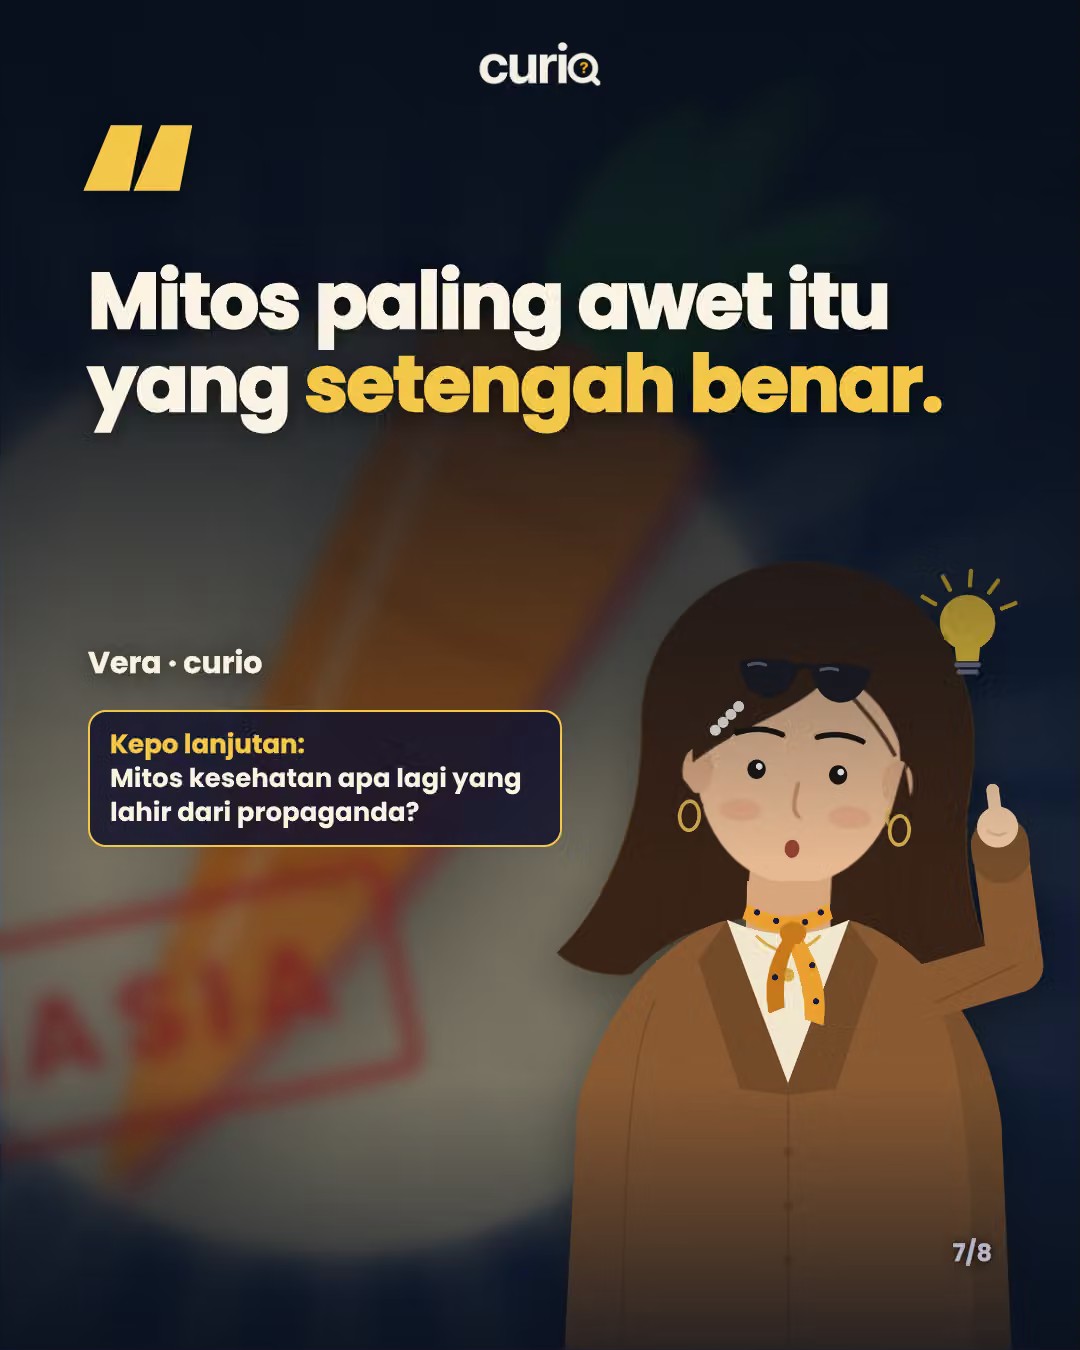 curio
Mitos paling awet itu
yang setengah benar.
Vera · curio
Kepo lanjutan:
Mitos kesehatan apa lagi yang
lahir dari propaganda?
ASIA
7/8